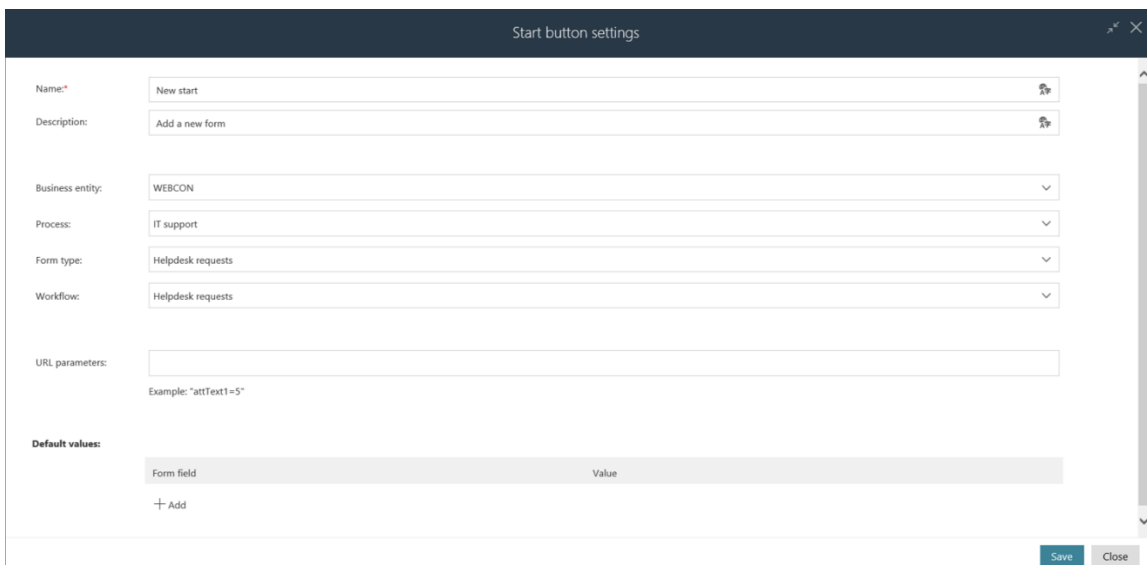 Start button settings
Name:* New start
Description: Add a new form
Business entity: WEBCON
Process: IT support
Form type: Helpdesk requests
Workflow: Helpdesk requests
URL parameters:
Example: "attText1=5"
Default values:
Form field Value
+ Add
Save Close